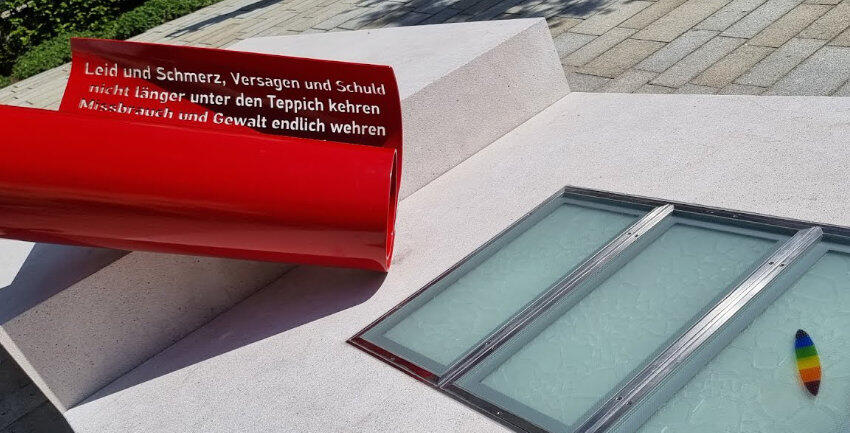 Leid und Schmerz, Versagen und Schuld
nicht länger unter den Teppich kehren
Missbrauch und Gewalt endlich wehren